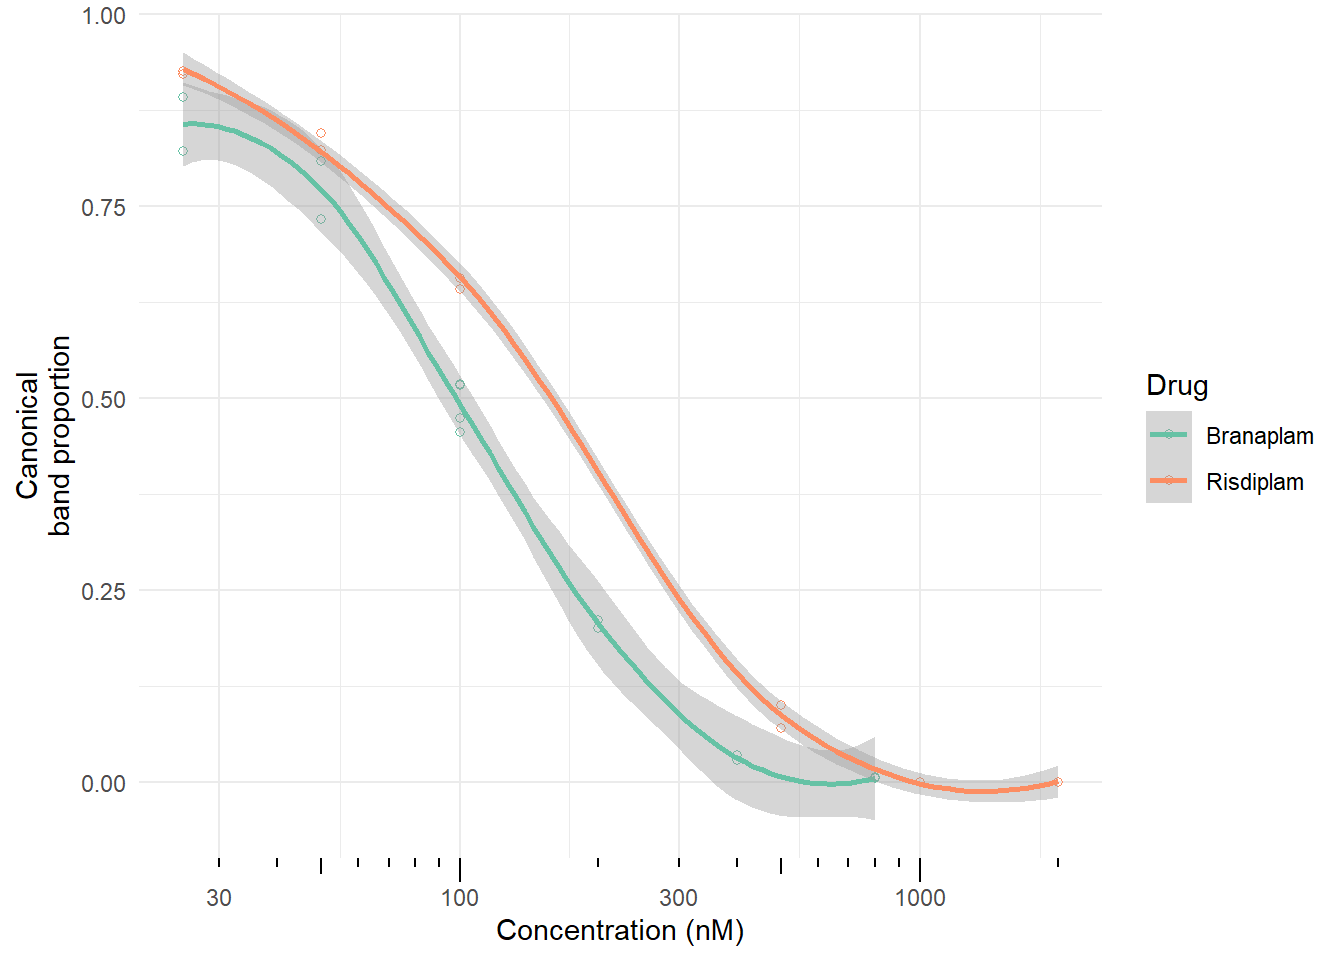 1.00
0.75
0.50
0.25
0.00
Canonical
band proportion
30
100
300
1000
Concentration (nM)
Drug
Branaplam
Risdiplam